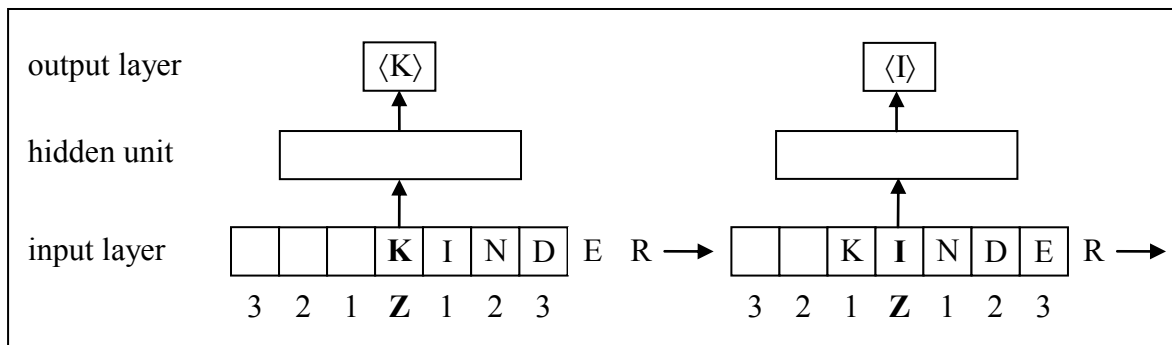 output layer ⟨K⟩ ⟨I⟩
hidden unit
input layer K I N D E R K I N D E R
3 2 1 Z 1 2 3 3 2 1 Z 1 2 3